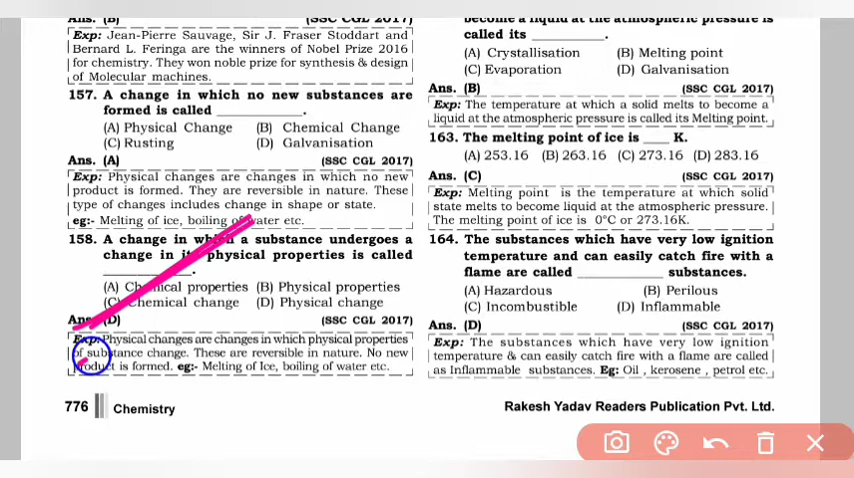 Ans. (B) (SSC CGL 2017)
Exp: Jean-Pierre Sauvage, Sir J. Fraser Stoddart and
Bernard L. Feringa are the winners of Nobel Prize 2016
for chemistry. They won noble prize for synthesis & design
of Molecular machines.
157. A change in which no new substances are
formed is called ____________.
(A) Physical Change (B) Chemical Change
(C) Rusting (D) Galvanisation
Ans. (A) (SSC CGL 2017)
Exp: Physical changes are changes in which no new
product is formed. They are reversible in nature. These
type of changes includes change in shape or state.
eg:- Melting of ice, boiling of water etc.
158. A change in which a substance undergoes a
change in its physical properties is called
____________.
(A) Chemical properties (B) Physical properties
(C) Chemical change (D) Physical change
Ans. (D) (SSC CGL 2017)
Exp: Physical changes are changes in which physical properties
of substance change. These are reversible in nature. No new
product is formed. eg:- Melting of Ice, boiling of water etc.
776 Chemistry
become a liquid at the atmospheric pressure is
called its __________.
(A) Crystallisation (B) Melting point
(C) Evaporation (D) Galvanisation
Ans. (B) (SSC CGL 2017)
Exp: The temperature at which a solid melts to become a
liquid at the atmospheric pressure is called its Melting point.
163. The melting point of ice is ____ K.
(A) 253.16 (B) 263.16 (C) 273.16 (D) 283.16
Ans. (C) (SSC CGL 2017)
Exp: Melting point is the temperature at which solid
state melts to become liquid at the atmospheric pressure.
The melting point of ice is 0°C or 273.16K.
164. The substances which have very low ignition
temperature and can easily catch fire with a
flame are called ____________ substances.
(A) Hazardous (B) Perilous
(C) Incombustible (D) Inflammable
Ans. (D) (SSC CGL 2017)
Exp: The substances which have very low ignition
temperature & can easily catch fire with a flame are called
as Inflammable substances. Eg: Oil , kerosene , petrol etc.
Rakesh Yadav Readers Publication Pvt. Ltd.